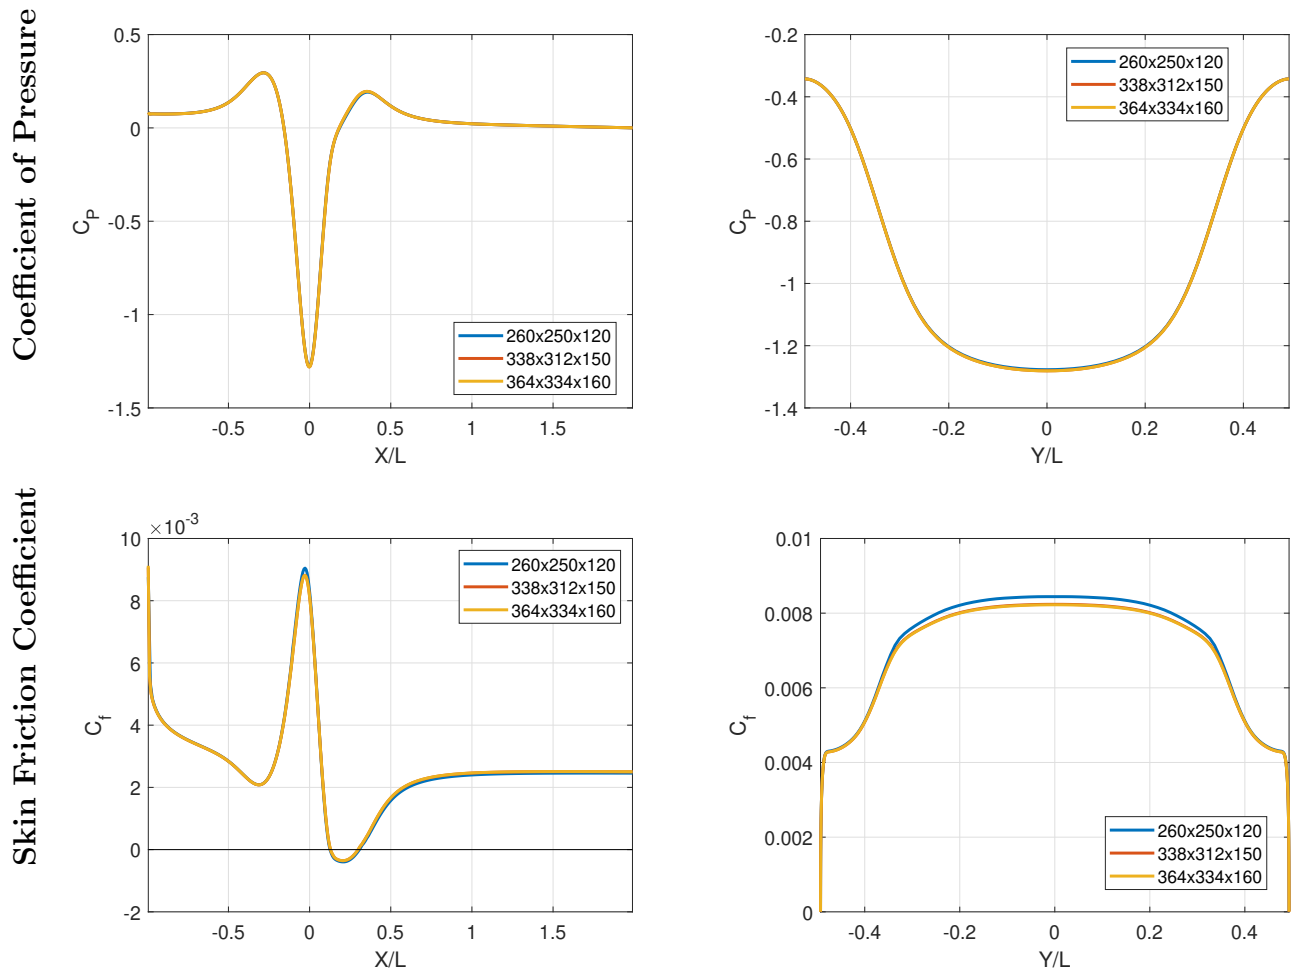 Coefficient of Pressure
0.5
0
-0.5
-1
-1.5
C_P
-0.5 0 0.5 1 1.5
X/L
260x250x120
338x312x150
364x334x160
-0.2
-0.4
-0.6
-0.8
-1
-1.2
-1.4
C_P
-0.4 -0.2 0 0.2 0.4
Y/L
260x250x120
338x312x150
364x334x160
Skin Friction Coefficient
×10^-3
10
8
6
4
2
0
-2
C_f
-0.5 0 0.5 1 1.5
X/L
260x250x120
338x312x150
364x334x160
0.01
0.008
0.006
0.004
0.002
0
C_f
-0.4 -0.2 0 0.2 0.4
Y/L
260x250x120
338x312x150
364x334x160